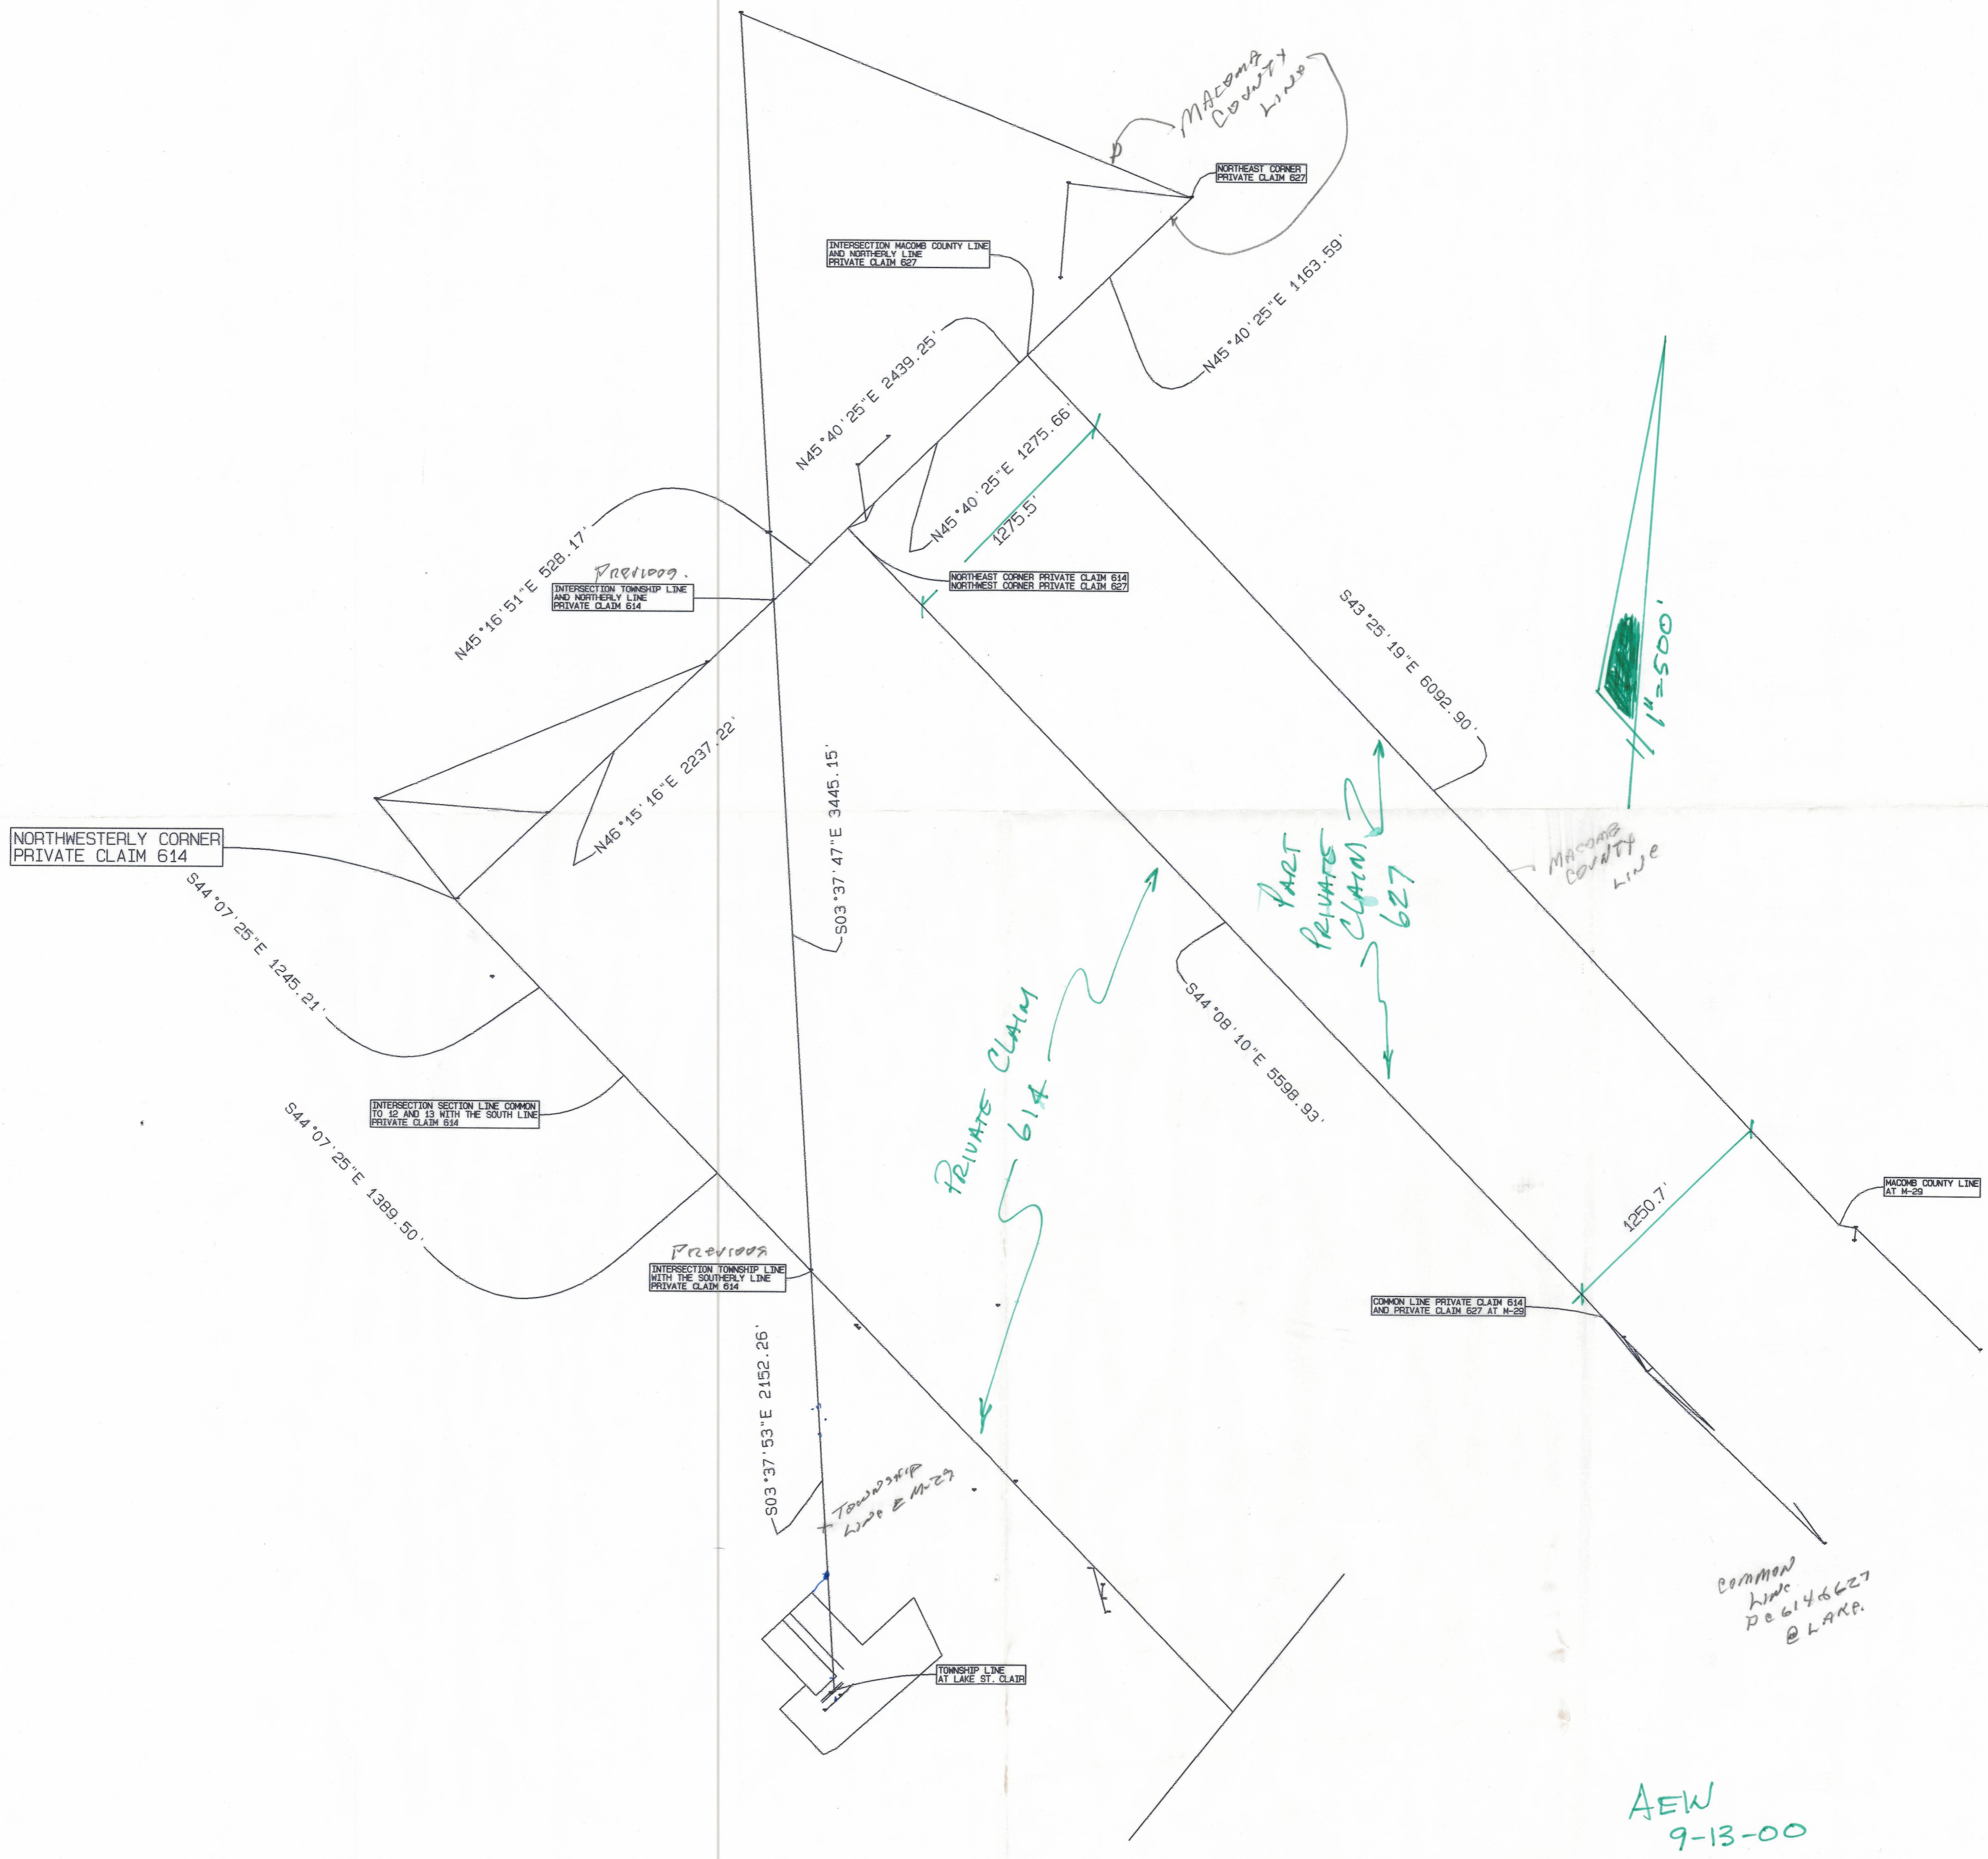 MACOMB
COUNTY
LINE
NORTHEAST CORNER
PRIVATE CLAIM 627
INTERSECTION MACOMB COUNTY LINE
AND NORTHERLY LINE
PRIVATE CLAIM 627
N45°40'25"E 1163.59'
N45°40'25"E 2439.25'
N45°40'25"E 1275.66'
1275.5'
N45°16'51"E 528.17'
PREVIOUS.
INTERSECTION TOWNSHIP LINE
AND NORTHERLY LINE
PRIVATE CLAIM 614
NORTHEAST CORNER PRIVATE CLAIM 614
NORTHWEST CORNER PRIVATE CLAIM 627
S43°25'19"E 6092.90'
1"=500'
N46°15'16"E 2237.22'
S03°37'47"E 3445.15'
NORTHWESTERLY CORNER
PRIVATE CLAIM 614
MACOMB
COUNTY
LINE
PART
PRIVATE
CLAIM
627
S44°07'25"E 1245.21'
PRIVATE CLAIM
614
S44°08'10"E 5598.93'
INTERSECTION SECTION LINE COMMON
TO 12 AND 13 WITH THE SOUTH LINE
PRIVATE CLAIM 614
S44°07'25"E 1389.50'
MACOMB COUNTY LINE
AT M-29
1250.7'
PREVIOUS
INTERSECTION TOWNSHIP LINE
WITH THE SOUTHERLY LINE
PRIVATE CLAIM 614
COMMON LINE PRIVATE CLAIM 614
AND PRIVATE CLAIM 627 AT M-29
S03°37'53"E 2152.26'
TOWNSHIP
LINE & M-29
COMMON
LINE
PC 614 & 627
@ LAKE.
TOWNSHIP LINE
AT LAKE ST. CLAIR
AEW
9-13-00